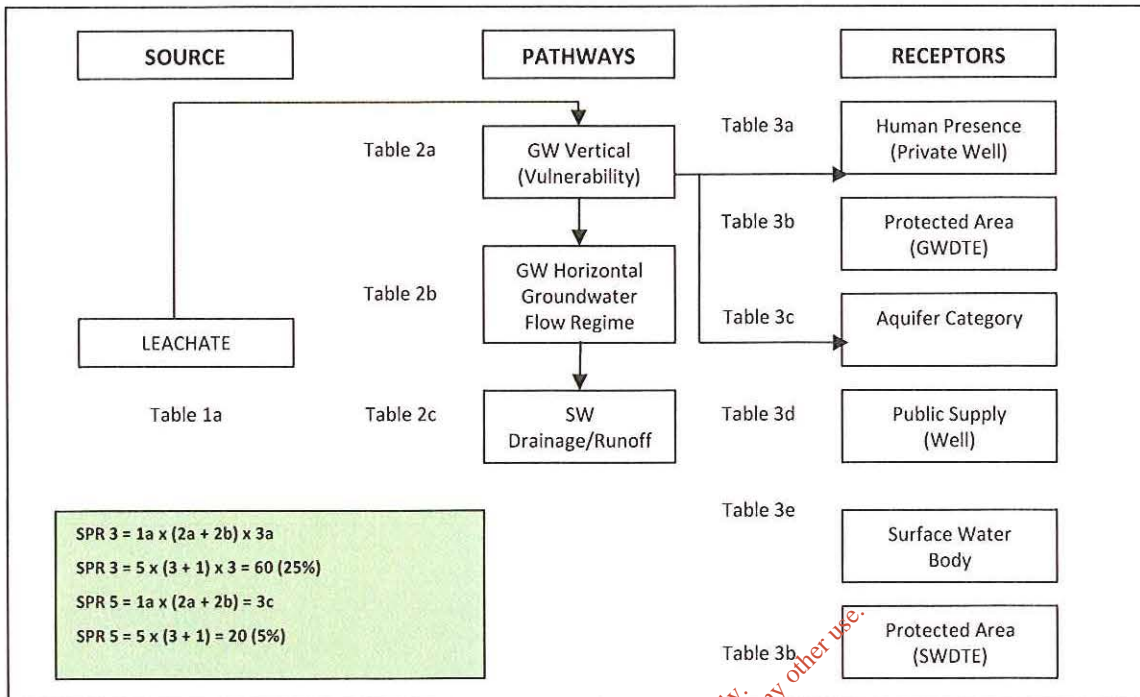 SOURCE
PATHWAYS
RECEPTORS
Table 2a
GW Vertical
(Vulnerability)
Table 3a
Human Presence
(Private Well)
Table 3b
Protected Area
(GWDTE)
Table 2b
GW Horizontal
Groundwater
Flow Regime
Table 3c
Aquifer Category
LEACHATE
Table 1a
Table 2c
SW
Drainage/Runoff
Table 3d
Public Supply
(Well)
Table 3e
Surface Water
Body
Table 3b
Protected Area
(SWDTE)
SPR 3 = 1a x (2a + 2b) x 3a
SPR 3 = 5 x (3 + 1) x 3 = 60 (25%)
SPR 5 = 1a x (2a + 2b) = 3c
SPR 5 = 5 x (3 + 1) = 20 (5%)
any other use.